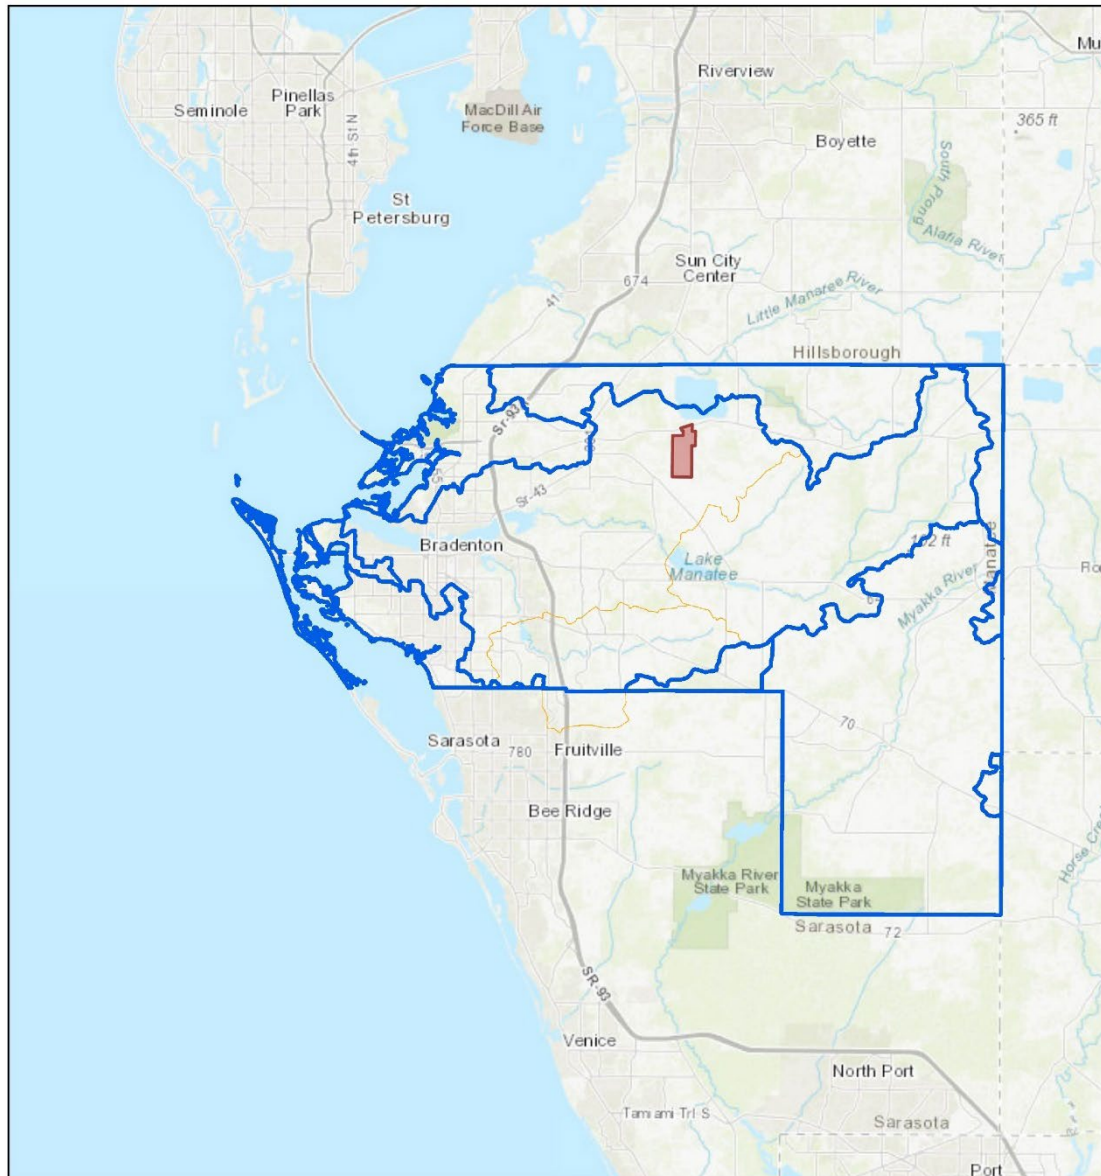 Riverview
Pinellas
Park
Seminole
MacDill Air
Force Base
4th St N
365 ft
Boyette
South Prong
Alafia River
St
Petersburg
Sun City
Center
674
41
Little Manatee River
Hillsborough
Sr-93
Sr-43
Bradenton
Lake
Manatee
Myakka River
70
Sarasota
780
Fruitville
Bee Ridge
Myakka River
State Park
Myakka
State Park
Sarasota
72
SR-93
Venice
North Port
Tamiami Trl S
Sarasota
Port